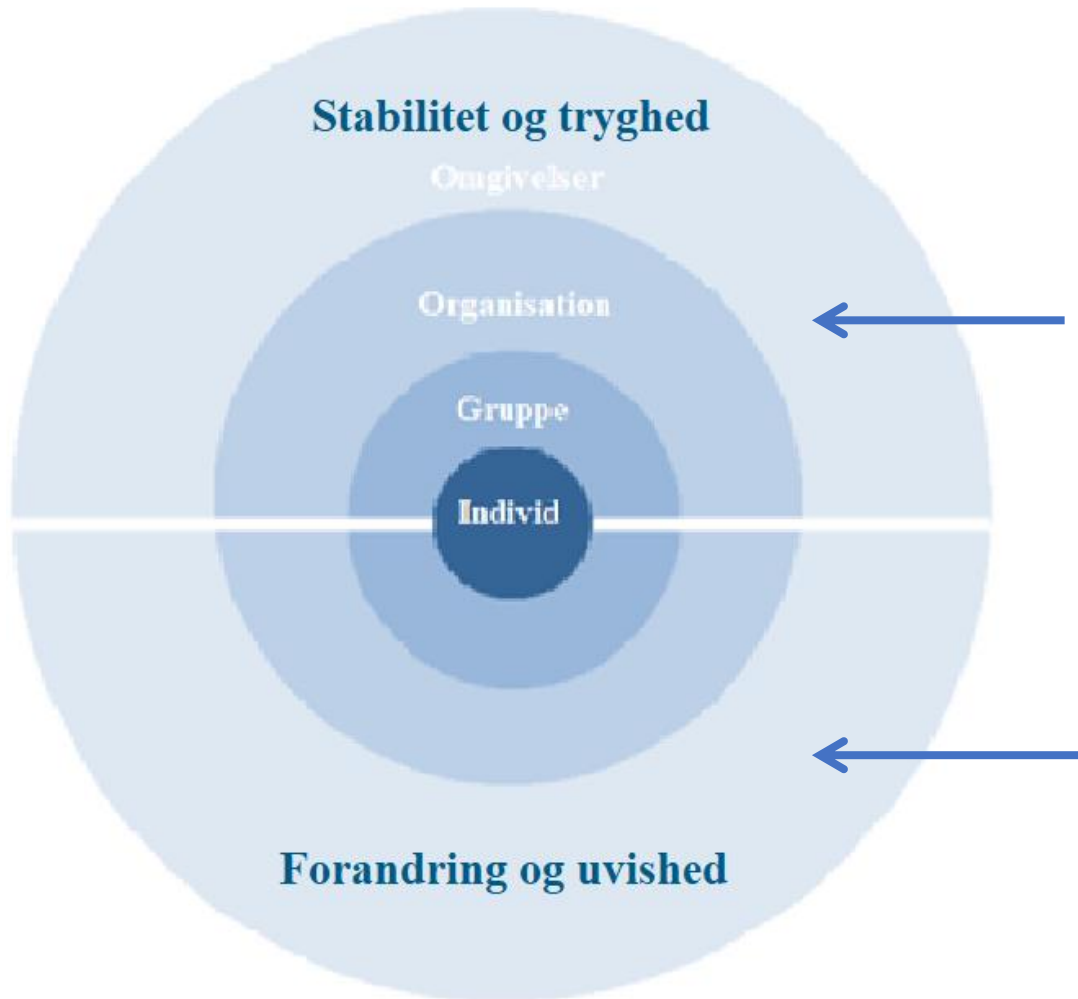 Stabilitet og tryghed
Omgivelser
Organisation
Gruppe
Individ
Forandring og uvished